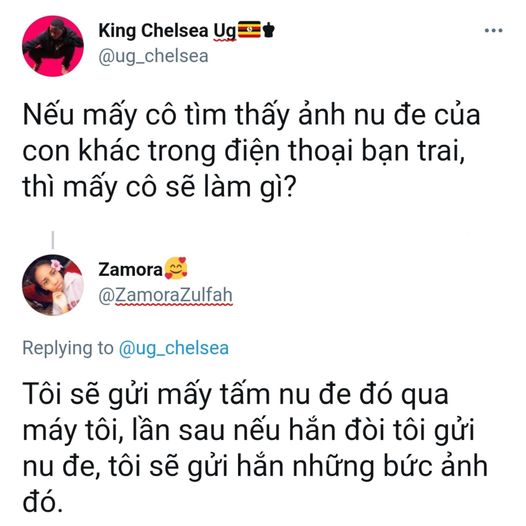 King Chelsea Ug🇺🇬♚
@ug_chelsea
Nếu mấy cô tìm thấy ảnh nu đe của
con khác trong điện thoại bạn trai,
thì mấy cô sẽ làm gì?
Zamora🥰
@ZamoraZulfah
Replying to @ug_chelsea
Tôi sẽ gửi mấy tấm nu đe đó qua
máy tôi, lần sau nếu hắn đòi tôi gửi
nu đe, tôi sẽ gửi hắn những bức ảnh
đó.